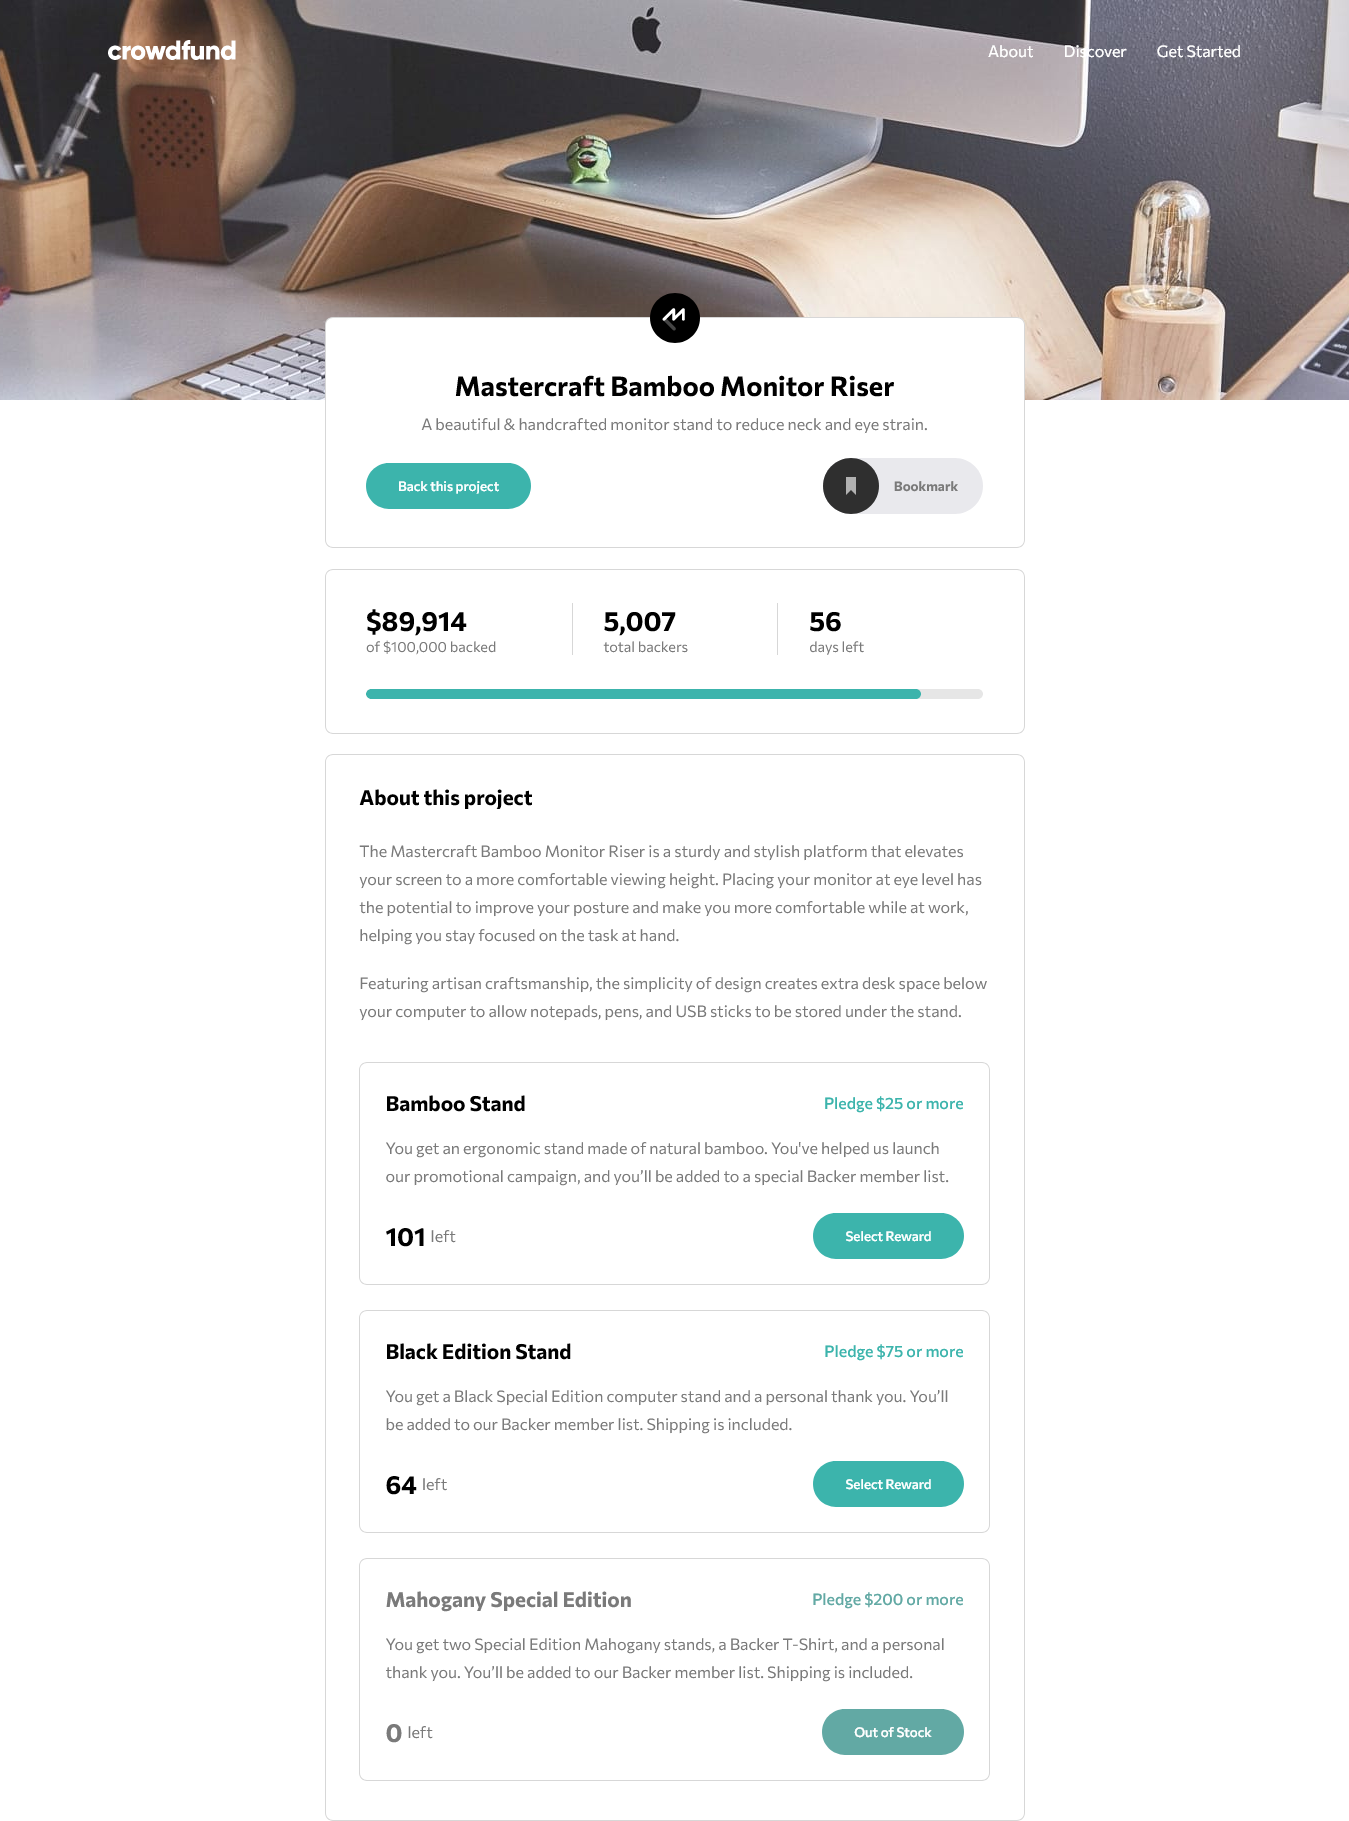 crowdfund
About Discover Get Started
Mastercraft Bamboo Monitor Riser
A beautiful & handcrafted monitor stand to reduce neck and eye strain.
Back this project
Bookmark
$89,914
of $100,000 backed
5,007
total backers
56
days left
About this project
The Mastercraft Bamboo Monitor Riser is a sturdy and stylish platform that elevates
your screen to a more comfortable viewing height. Placing your monitor at eye level has
the potential to improve your posture and make you more comfortable while at work,
helping you stay focused on the task at hand.
Featuring artisan craftsmanship, the simplicity of design creates extra desk space below
your computer to allow notepads, pens, and USB sticks to be stored under the stand.
Bamboo Stand
Pledge $25 or more
You get an ergonomic stand made of natural bamboo. You've helped us launch
our promotional campaign, and you’ll be added to a special Backer member list.
101 left
Select Reward
Black Edition Stand
Pledge $75 or more
You get a Black Special Edition computer stand and a personal thank you. You’ll
be added to our Backer member list. Shipping is included.
64 left
Select Reward
Mahogany Special Edition
Pledge $200 or more
You get two Special Edition Mahogany stands, a Backer T-Shirt, and a personal
thank you. You’ll be added to our Backer member list. Shipping is included.
0 left
Out of Stock